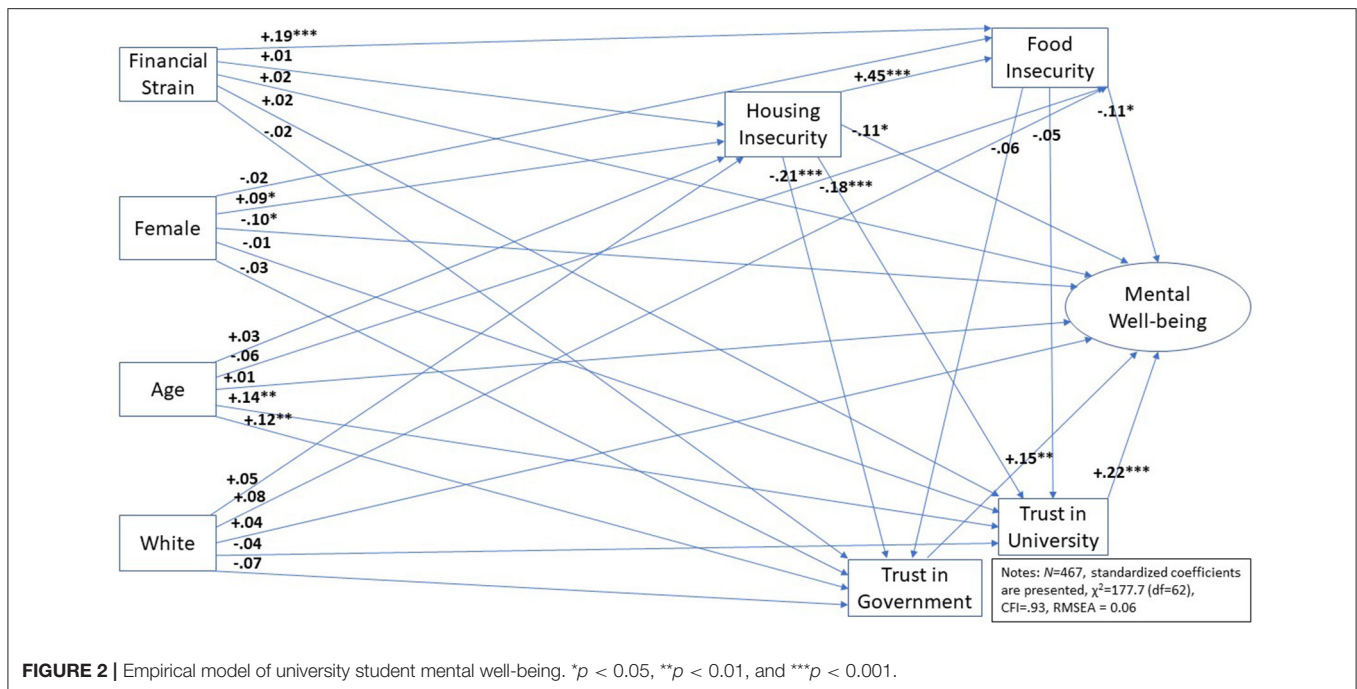 Financial
Strain
+.19***
+.01
+.02
+.02
-.02
Female
-.02
+.09*
-.10*
-.01
-.03
Age
+.03
-.06
+.01
+.14**
+.12**
White
+.05
+.08
+.04
-.04
-.07
Housing
Insecurity
+.45***
-.11*
-.21***
-.18***
Food
Insecurity
-.06
-.05
-.11*
Mental
Well-being
+.15**
+.22***
Trust in
University
Trust in
Government
Notes: N=467, standardized coefficients
are presented, χ²=177.7 (df=62),
CFI=.93, RMSEA = 0.06
FIGURE 2 | Empirical model of university student mental well-being. *p < 0.05, **p < 0.01, and ***p < 0.001.